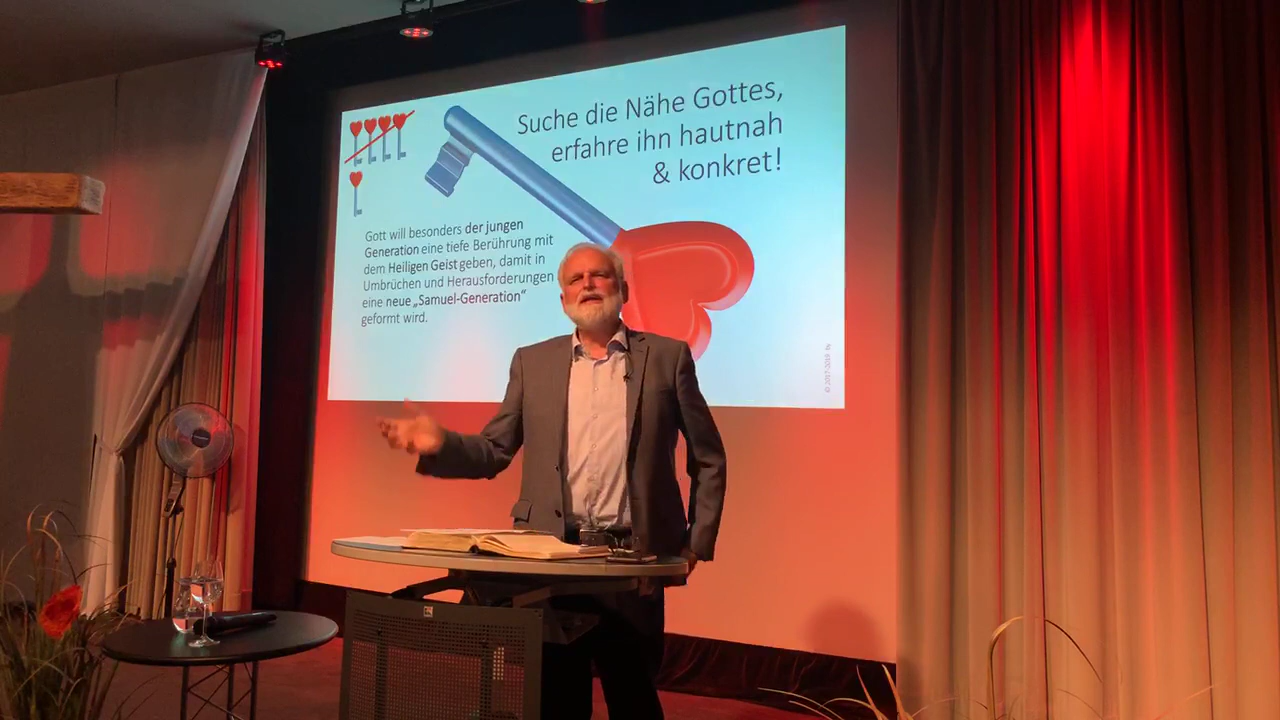 Suche die Nähe Gottes,
erfahre ihn hautnah
& konkret!
Gott will besonders der jungen
Generation eine tiefe Berührung mit
dem Heiligen Geist geben, damit in
Umbrüchen und Herausforderungen
eine neue „Samuel-Generation“
geformt wird.